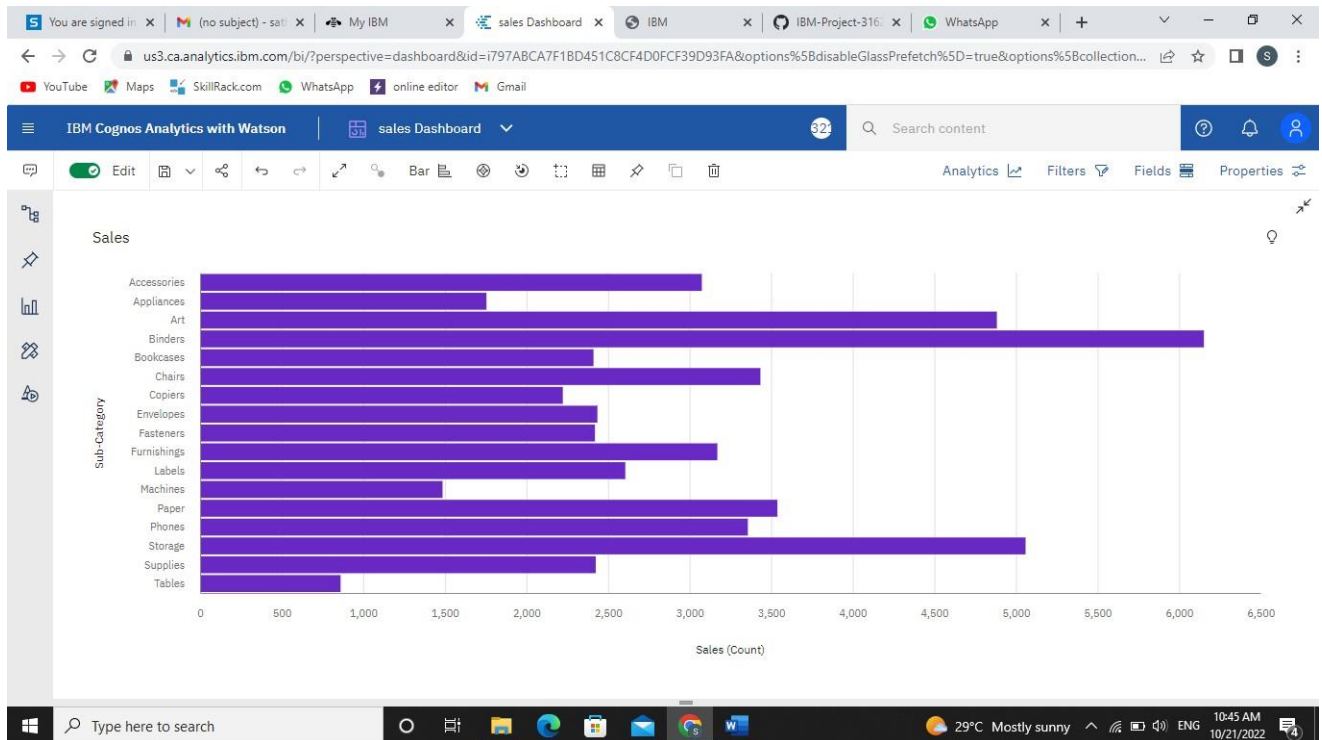 You are signed in
(no subject) - sat
My IBM
sales Dashboard
IBM
IBM-Project-3162
WhatsApp
us3.ca.analytics.ibm.com/bi/?perspective=dashboard&id=i797ABCA7F1BD451C8CF4D0FCF39D93FA&options%5BdisableGlassPrefetch%5D=true&options%5Bcollection...
S
YouTube
Maps
SkillRack.com
WhatsApp
online editor
Gmail
IBM Cognos Analytics with Watson
sales Dashboard
321
Search content
Edit
Bar
Analytics
Filters
Fields
Properties
Sales
Sub-Category
Accessories
Appliances
Art
Binders
Bookcases
Chairs
Copiers
Envelopes
Fasteners
Furnishings
Labels
Machines
Paper
Phones
Storage
Supplies
Tables
0 500 1,000 1,500 2,000 2,500 3,000 3,500 4,000 4,500 5,000 5,500 6,000 6,500
Sales (Count)
Type here to search
29°C Mostly sunny
ENG
10:45 AM
10/21/2022
4